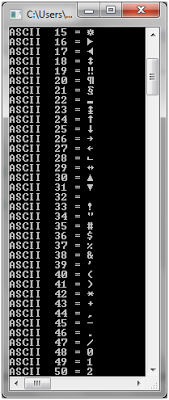 C:\Users\
ASCII  15 = ☼
ASCII  16 = ►
ASCII  17 = ◄
ASCII  18 = ↕
ASCII  19 = ‼
ASCII  20 = ¶
ASCII  21 = §
ASCII  22 = ▬
ASCII  23 = ↨
ASCII  24 = ↑
ASCII  25 = ↓
ASCII  26 = →
ASCII  27 = ←
ASCII  28 = ∟
ASCII  29 = ↔
ASCII  30 = ▲
ASCII  31 = ▼
ASCII  32 =
ASCII  33 = !
ASCII  34 = "
ASCII  35 = #
ASCII  36 = $
ASCII  37 = %
ASCII  38 = &
ASCII  39 = '
ASCII  40 = (
ASCII  41 = )
ASCII  42 = *
ASCII  43 = +
ASCII  44 = ,
ASCII  45 = -
ASCII  46 = .
ASCII  47 = /
ASCII  48 = 0
ASCII  49 = 1
ASCII  50 = 2